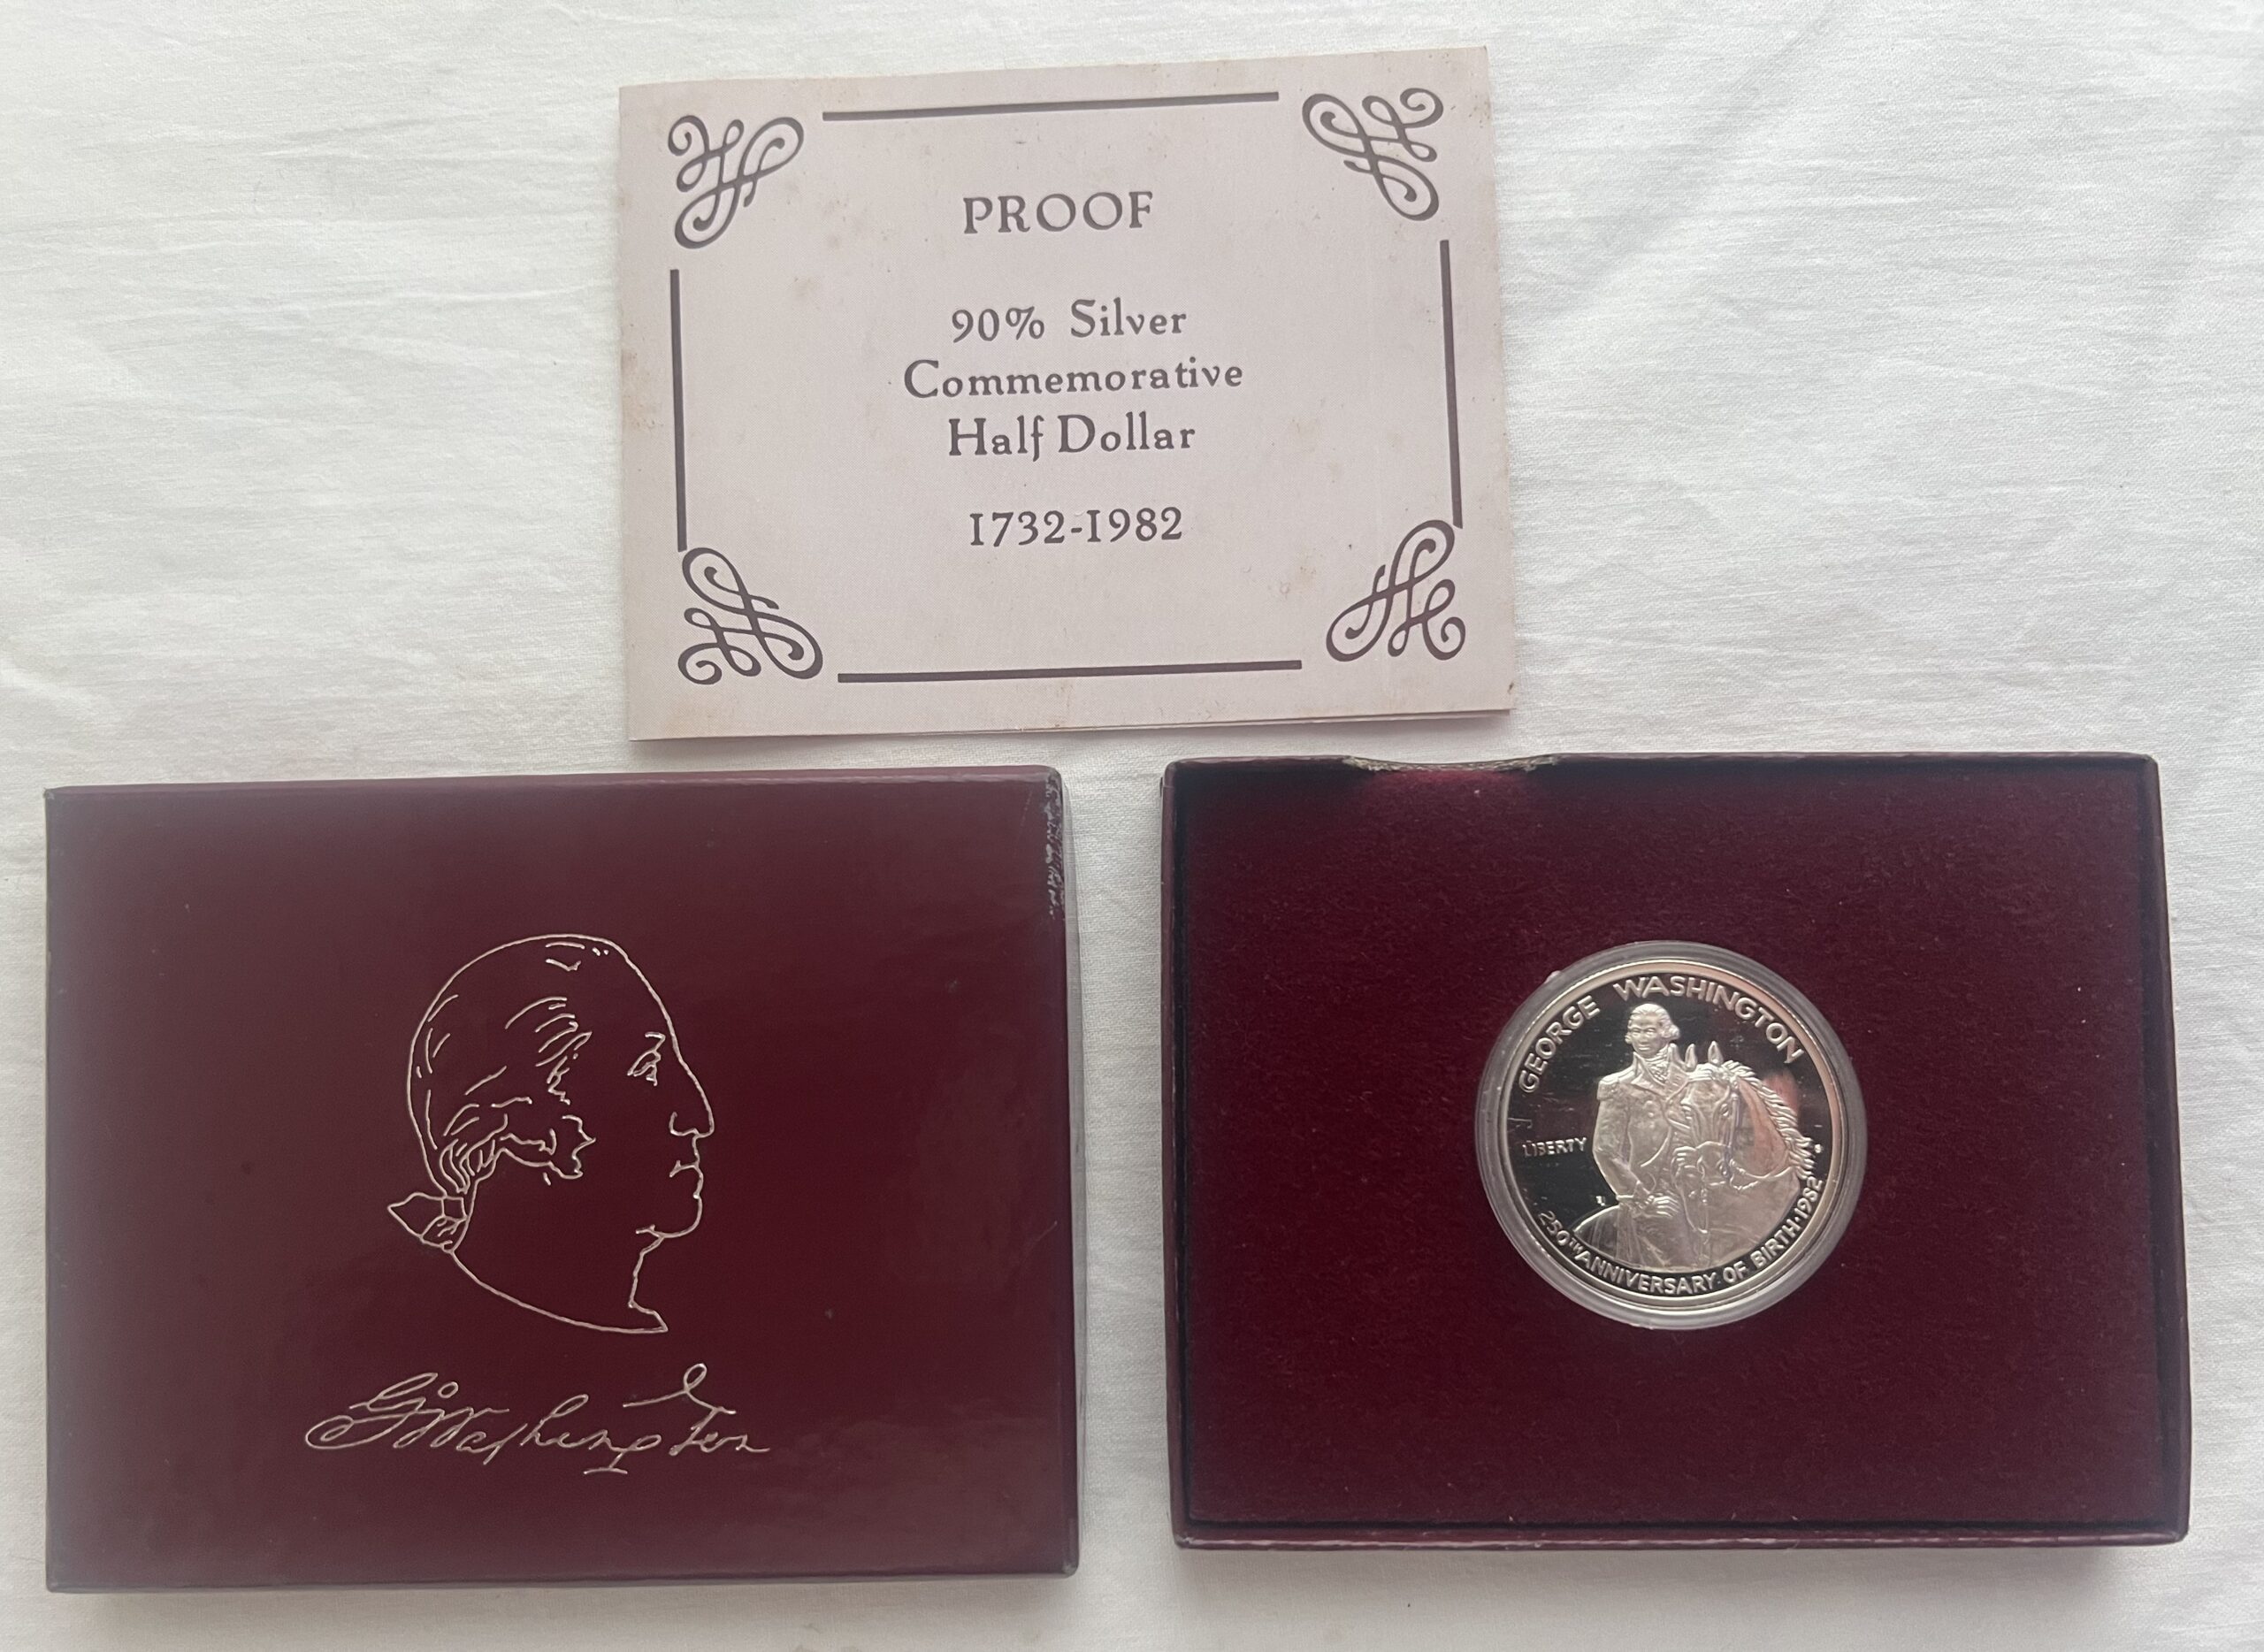 PROOF
90% Silver
Commemorative
Half Dollar
1732-1982
GWashington
GEORGE WASHINGTON
LIBERTY
250TH ANNIVERSARY OF BIRTH·1982